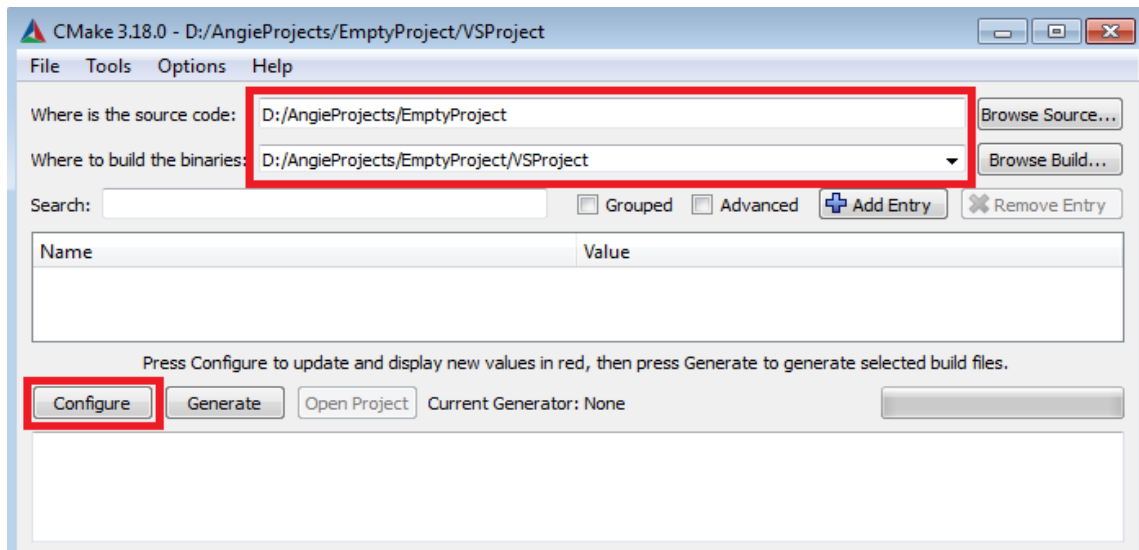 CMake 3.18.0 - D:/AngieProjects/EmptyProject/VSProject
File Tools Options Help
Where is the source code: D:/AngieProjects/EmptyProject Browse Source...
Where to build the binaries: D:/AngieProjects/EmptyProject/VSProject Browse Build...
Search: Grouped Advanced Add Entry Remove Entry
Name Value
Press Configure to update and display new values in red, then press Generate to generate selected build files.
Configure Generate Open Project Current Generator: None